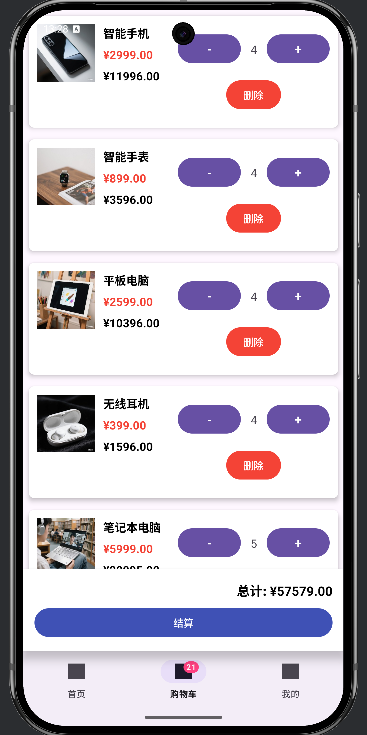 智能手机
¥2999.00
¥11996.00
- 4 +
删除
智能手表
¥899.00
¥3596.00
- 4 +
删除
平板电脑
¥2599.00
¥10396.00
- 4 +
删除
无线耳机
¥399.00
¥1596.00
- 4 +
删除
笔记本电脑
¥5999.00
- 5 +
总计: ¥57579.00
结算
21
首页
购物车
我的